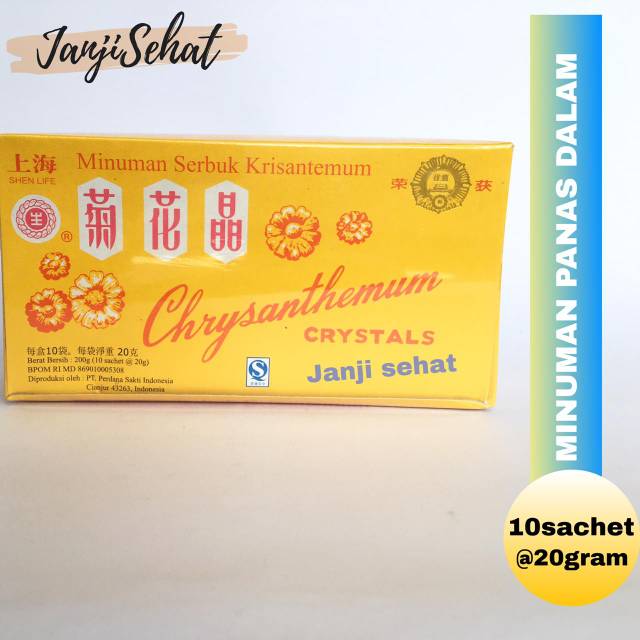 JanjiSehat
上海
SHEN LIFE
Minuman Serbuk Krisantemum
生
®
菊花晶
荣 获
Chrysanthemum
CRYSTALS
每盒10袋。每袋淨重 20克
Berat Bersih : 200g (10 sachet @ 20g)
BPOM RI MD 869010005308
Diproduksi oleh : PT. Perdana Sakti Indonesia
Cianjur 43263, Indonesia
Janji sehat
MINUMAN PANAS DALAM
10sachet
@20gram